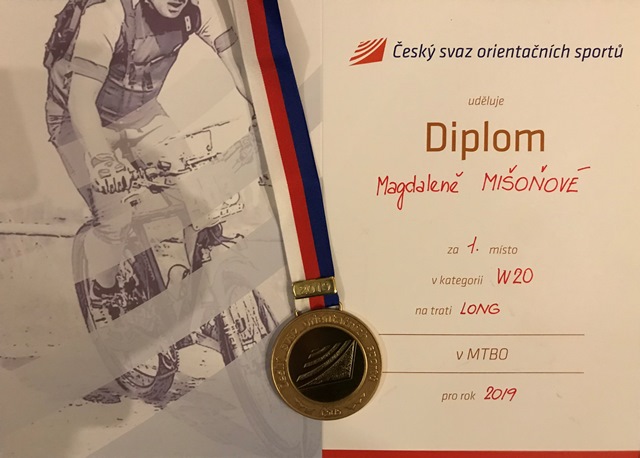 Český svaz orientačních sportů
uděluje
Diplom
Magdaleně MIŠOŇOVÉ
za 1. místo
v kategorii W20
na trati LONG
v MTBO
pro rok 2019
2019